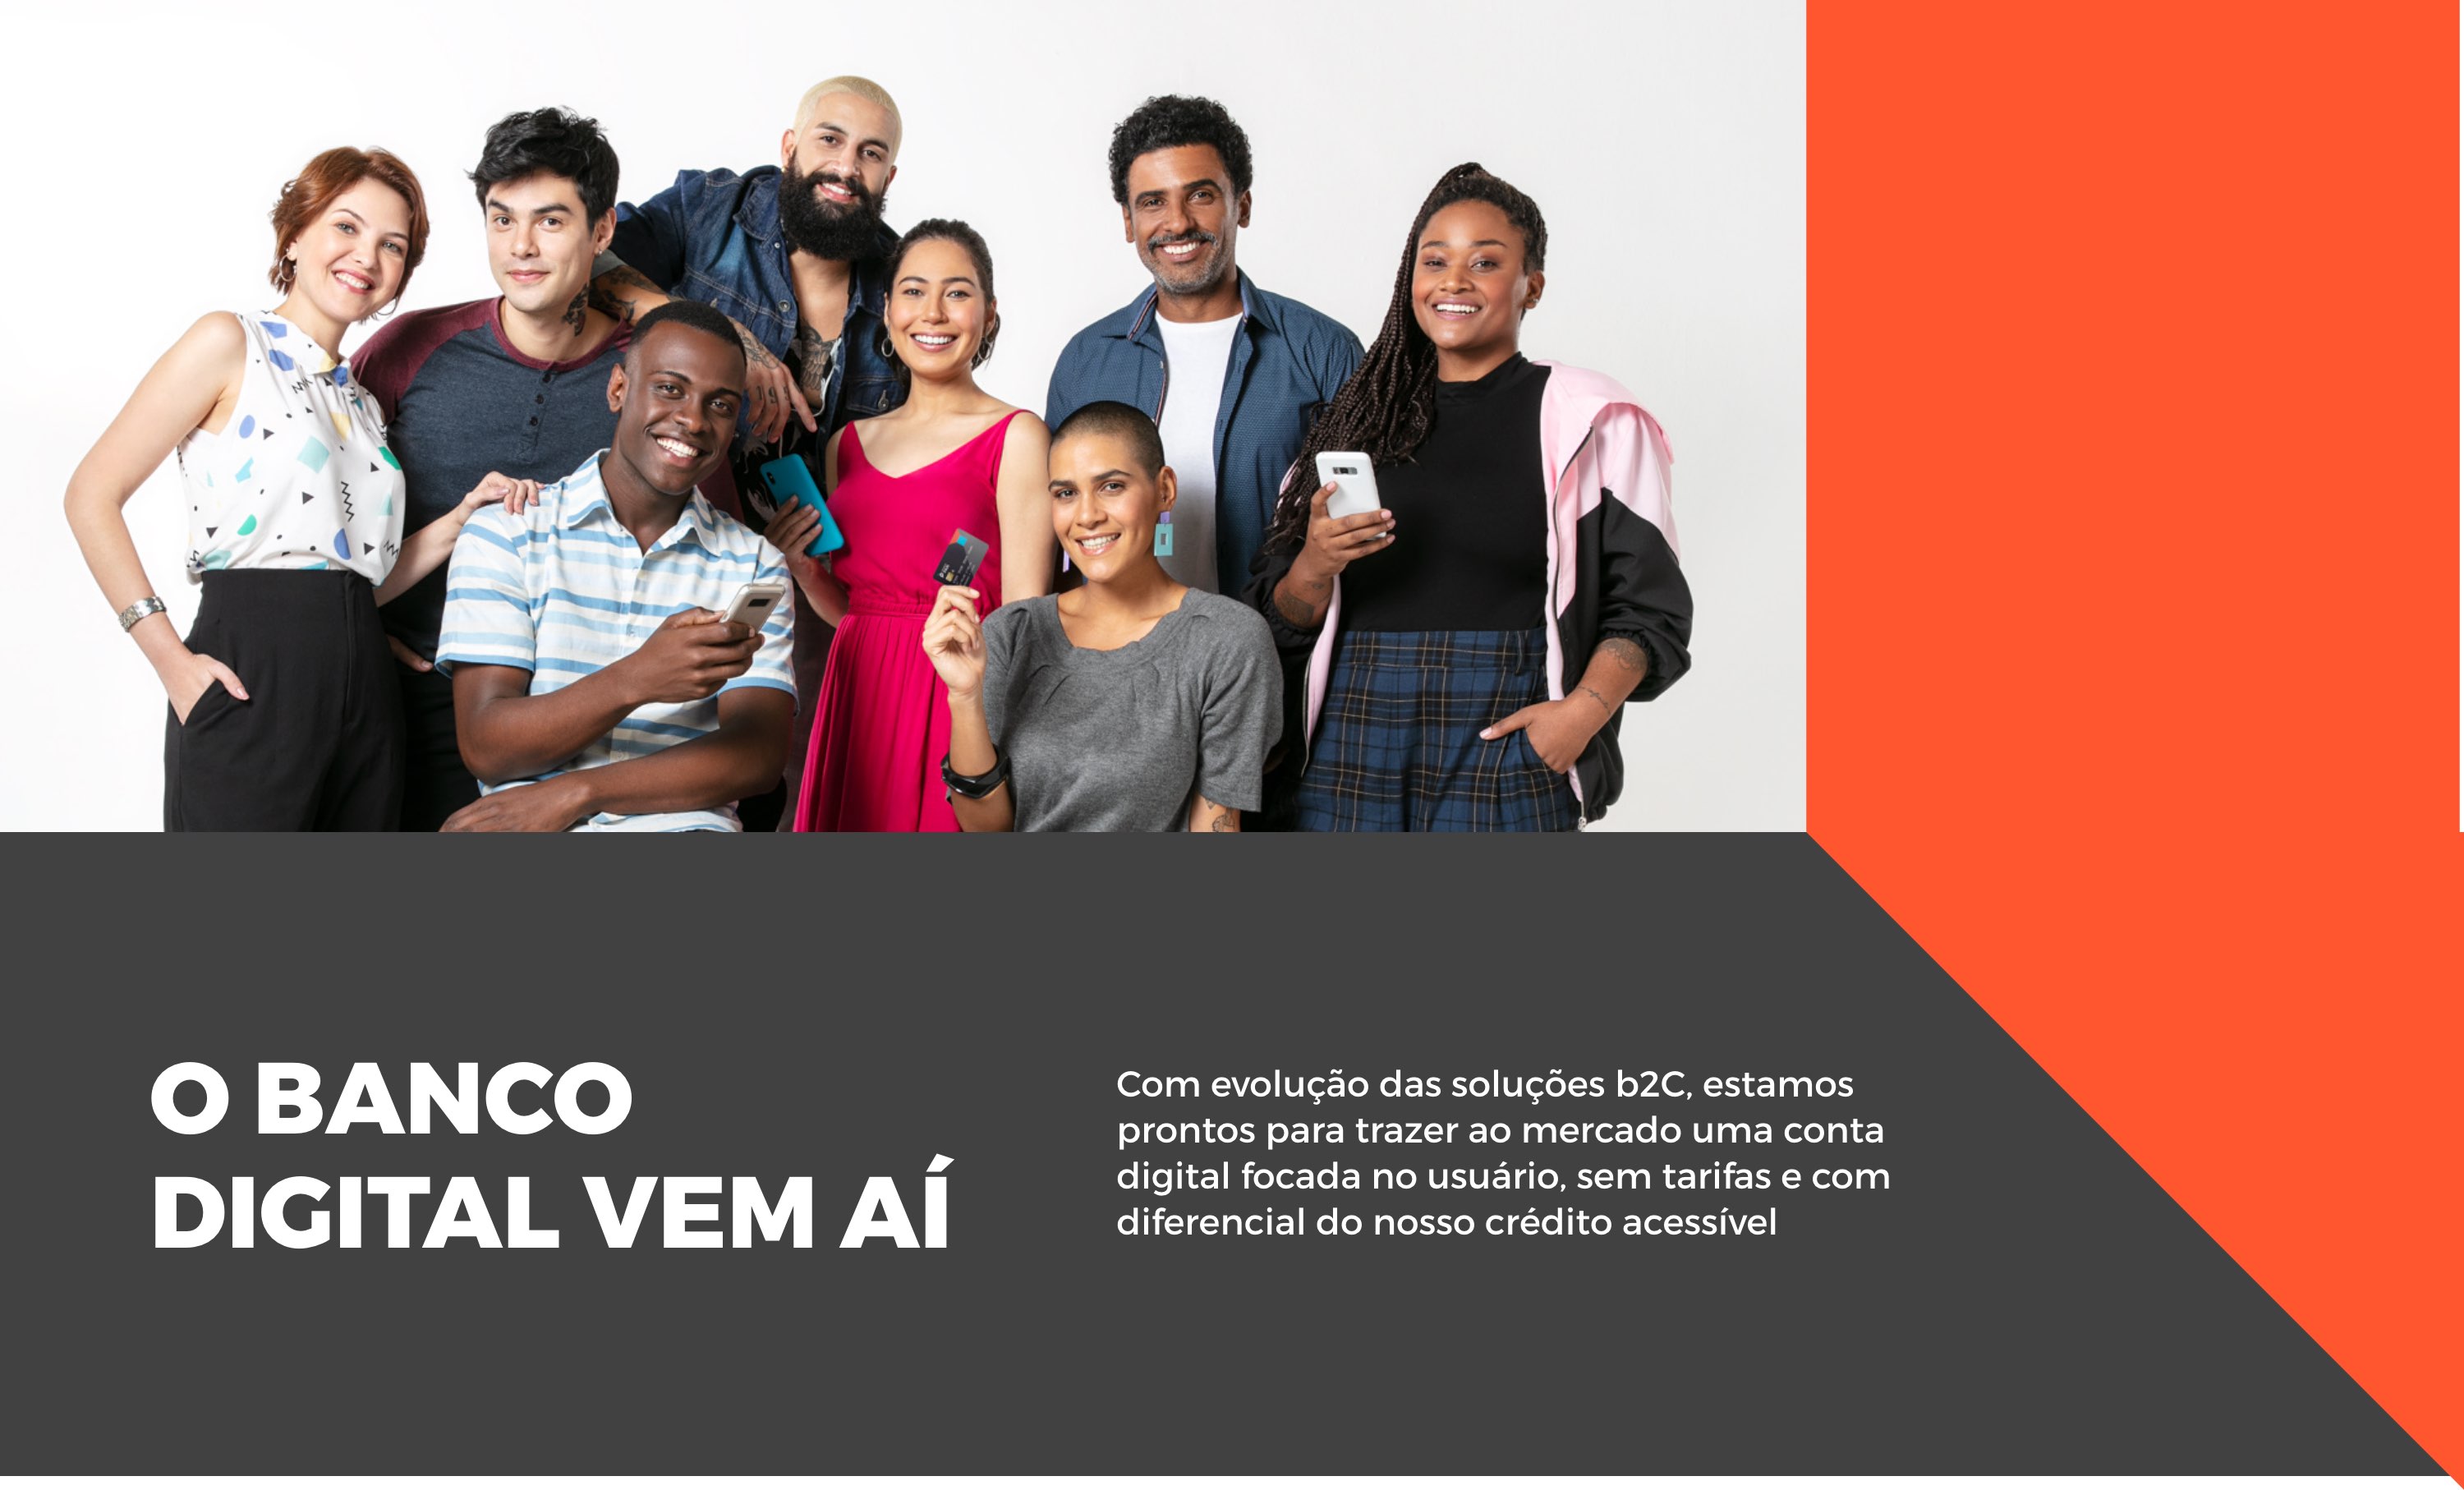 O BANCO
DIGITAL VEM AÍ
Com evolução das soluções b2C, estamos
prontos para trazer ao mercado uma conta
digital focada no usuário, sem tarifas e com
diferencial do nosso crédito acessível